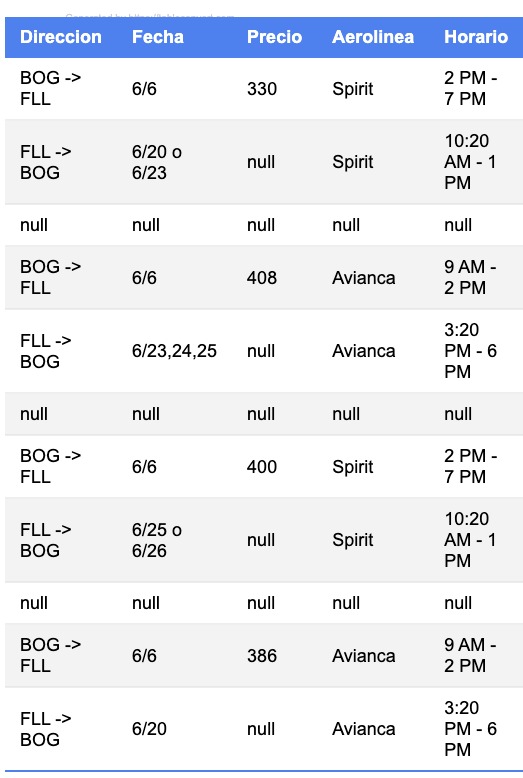 Generated by https://tableconvert.com
Direccion Fecha Precio Aerolinea Horario
BOG -> FLL 6/6 330 Spirit 2 PM - 7 PM
FLL -> BOG 6/20 o 6/23 null Spirit 10:20 AM - 1 PM
null null null null null
BOG -> FLL 6/6 408 Avianca 9 AM - 2 PM
FLL -> BOG 6/23,24,25 null Avianca 3:20 PM - 6 PM
null null null null null
BOG -> FLL 6/6 400 Spirit 2 PM - 7 PM
FLL -> BOG 6/25 o 6/26 null Spirit 10:20 AM - 1 PM
null null null null null
BOG -> FLL 6/6 386 Avianca 9 AM - 2 PM
FLL -> BOG 6/20 null Avianca 3:20 PM - 6 PM